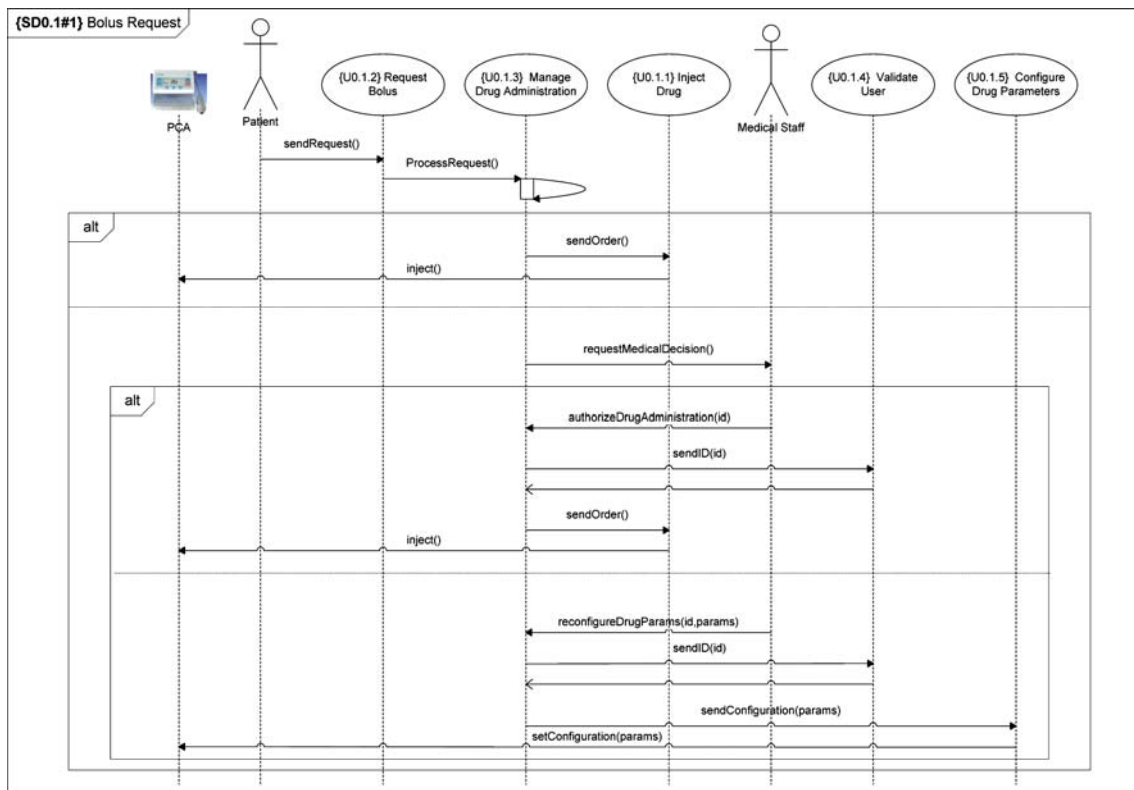 {SD0.1#1} Bolus Request
PCA
Patient
{U0.1.2} Request
Bolus
{U0.1.3} Manage
Drug Administration
{U0.1.1} Inject
Drug
Medical Staff
{U0.1.4} Validate
User
{U0.1.5} Configure
Drug Parameters
sendRequest()
ProcessRequest()
alt
sendOrder()
inject()
requestMedicalDecision()
alt
authorizeDrugAdministration(id)
sendID(id)
sendOrder()
inject()
reconfigureDrugParams(id,params)
sendID(id)
sendConfiguration(params)
setConfiguration(params)